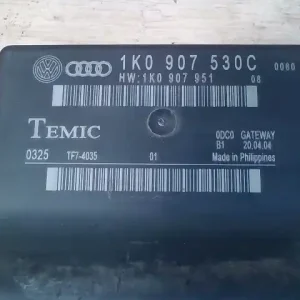 1K0 907 530C 0080
HW:1K0 907 951 08
TEMIC
0DC0 GATEWAY
B1 20.04.04
0325 TF7-4035 01 Made in Philippines